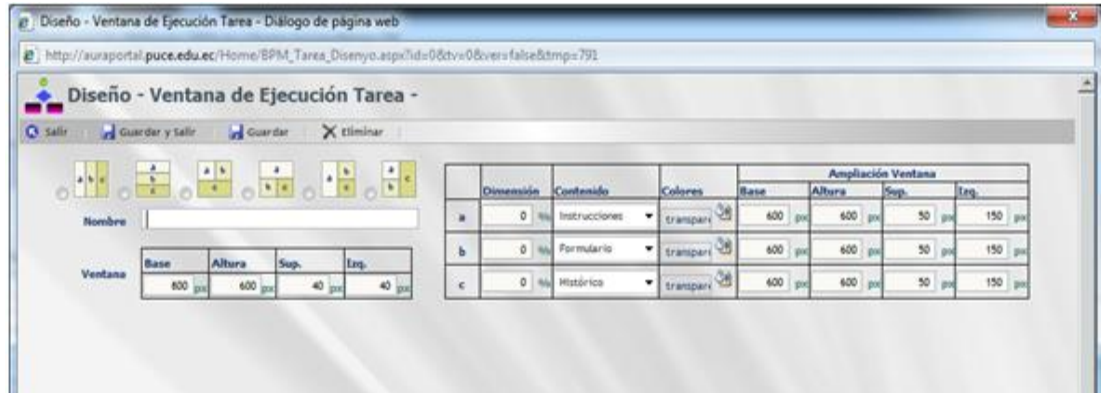 Diseño - Ventana de Ejecución Tarea - Diálogo de página web
http://auraportal.puce.edu.ec/Home/BPM_Tarea_Disenyo.aspx?id=0&tv=0&ver=false&tmp=791
Diseño - Ventana de Ejecución Tarea -
Salir Guardar y Salir Guardar Eliminar
a b c a b c a b c a b c a b c a b c
Nombre
Base Altura Sup. Izq.
Ventana 800 px 600 px 40 px 40 px
Ampliación Ventana
Dimensión Contenido Colores Base Altura Sup. Izq.
a 0 % Instrucciones transpare 600 px 600 px 50 px 150 px
b 0 % Formulario transpare 600 px 600 px 50 px 150 px
c 0 % Histórico transpare 600 px 600 px 50 px 150 px